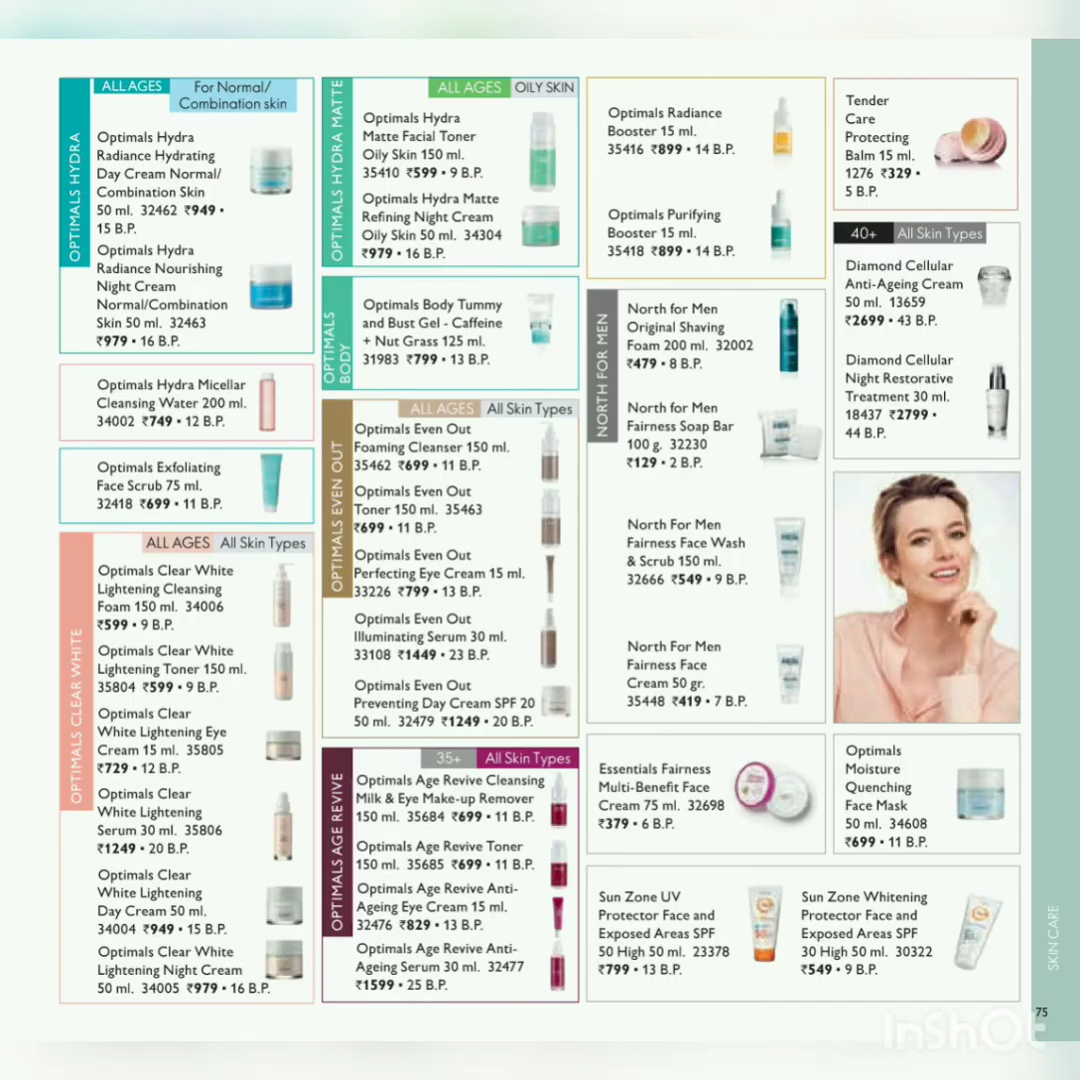 OPTIMALS HYDRA
ALL AGES
For Normal/
Combination skin
Optimals Hydra
Radiance Hydrating
Day Cream Normal/
Combination Skin
50 ml. 32462 ₹949 •
15 B.P.
Optimals Hydra
Radiance Nourishing
Night Cream
Normal/Combination
Skin 50 ml. 32463
₹979 • 16 B.P.
Optimals Hydra Micellar
Cleansing Water 200 ml.
34002 ₹749 • 12 B.P.
Optimals Exfoliating
Face Scrub 75 ml.
32418 ₹699 • 11 B.P.
OPTIMALS CLEAR WHITE
ALL AGES All Skin Types
Optimals Clear White
Lightening Cleansing
Foam 150 ml. 34006
₹599 • 9 B.P.
Optimals Clear White
Lightening Toner 150 ml.
35804 ₹599 • 9 B.P.
Optimals Clear
White Lightening Eye
Cream 15 ml. 35805
₹729 • 12 B.P.
Optimals Clear
White Lightening
Serum 30 ml. 35806
₹1249 • 20 B.P.
Optimals Clear
White Lightening
Day Cream 50 ml.
34004 ₹949 • 15 B.P.
Optimals Clear White
Lightening Night Cream
50 ml. 34005 ₹979 • 16 B.P.
OPTIMALS HYDRA MATTE
ALL AGES OILY SKIN
Optimals Hydra
Matte Facial Toner
Oily Skin 150 ml.
35410 ₹599 • 9 B.P.
Optimals Hydra Matte
Refining Night Cream
Oily Skin 50 ml. 34304
₹979 • 16 B.P.
OPTIMALS
BODY
Optimals Body Tummy
and Bust Gel - Caffeine
+ Nut Grass 125 ml.
31983 ₹799 • 13 B.P.
OPTIMALS EVEN OUT
ALL AGES All Skin Types
Optimals Even Out
Foaming Cleanser 150 ml.
35462 ₹699 • 11 B.P.
Optimals Even Out
Toner 150 ml. 35463
₹699 • 11 B.P.
Optimals Even Out
Perfecting Eye Cream 15 ml.
33226 ₹799 • 13 B.P.
Optimals Even Out
Illuminating Serum 30 ml.
33108 ₹1449 • 23 B.P.
Optimals Even Out
Preventing Day Cream SPF 20
50 ml. 32479 ₹1249 • 20 B.P.
OPTIMALS AGE REVIVE
35+ All Skin Types
Optimals Age Revive Cleansing
Milk & Eye Make-up Remover
150 ml. 35684 ₹699 • 11 B.P.
Optimals Age Revive Toner
150 ml. 35685 ₹699 • 11 B.P.
Optimals Age Revive Anti-
Ageing Eye Cream 15 ml.
32476 ₹829 • 13 B.P.
Optimals Age Revive Anti-
Ageing Serum 30 ml. 32477
₹1599 • 25 B.P.
Optimals Radiance
Booster 15 ml.
35416 ₹899 • 14 B.P.
Optimals Purifying
Booster 15 ml.
35418 ₹899 • 14 B.P.
NORTH FOR MEN
North for Men
Original Shaving
Foam 200 ml. 32002
₹479 • 8 B.P.
North for Men
Fairness Soap Bar
100 g. 32230
₹129 • 2 B.P.
North For Men
Fairness Face Wash
& Scrub 150 ml.
32666 ₹549 • 9 B.P.
North For Men
Fairness Face
Cream 50 gr.
35448 ₹419 • 7 B.P.
Tender
Care
Protecting
Balm 15 ml.
1276 ₹329 •
5 B.P.
40+ All Skin Types
Diamond Cellular
Anti-Ageing Cream
50 ml. 13659
₹2699 • 43 B.P.
Diamond Cellular
Night Restorative
Treatment 30 ml.
18437 ₹2799 •
44 B.P.
Essentials Fairness
Multi-Benefit Face
Cream 75 ml. 32698
₹379 • 6 B.P.
Optimals
Moisture
Quenching
Face Mask
50 ml. 34608
₹699 • 11 B.P.
Sun Zone UV
Protector Face and
Exposed Areas SPF
50 High 50 ml. 23378
₹799 • 13 B.P.
Sun Zone Whitening
Protector Face and
Exposed Areas SPF
30 High 50 ml. 30322
₹549 • 9 B.P.
SKIN CARE
75
InShOt